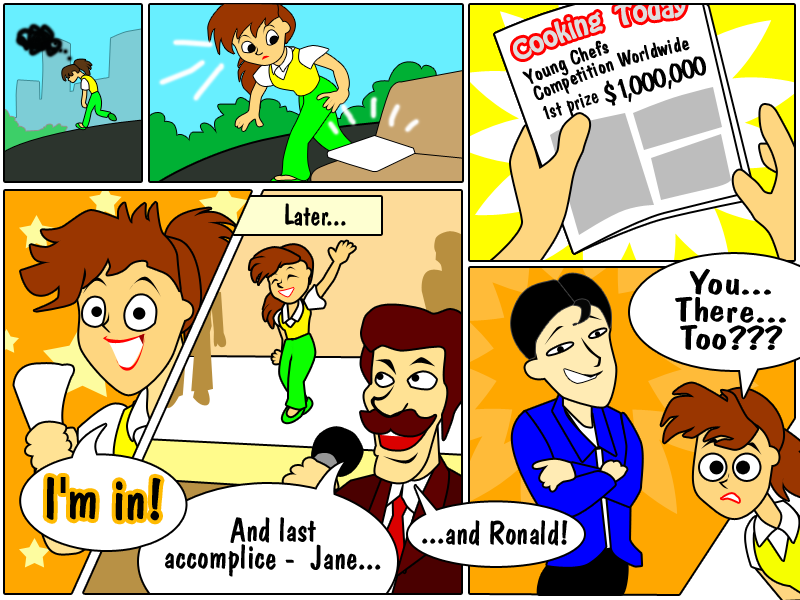 Cooking Today
Young Chefs
Competition Worldwide
1st prize $1,000,000
I'm in!
Later...
And last
accomplice - Jane...
...and Ronald!
You...
There...
Too???